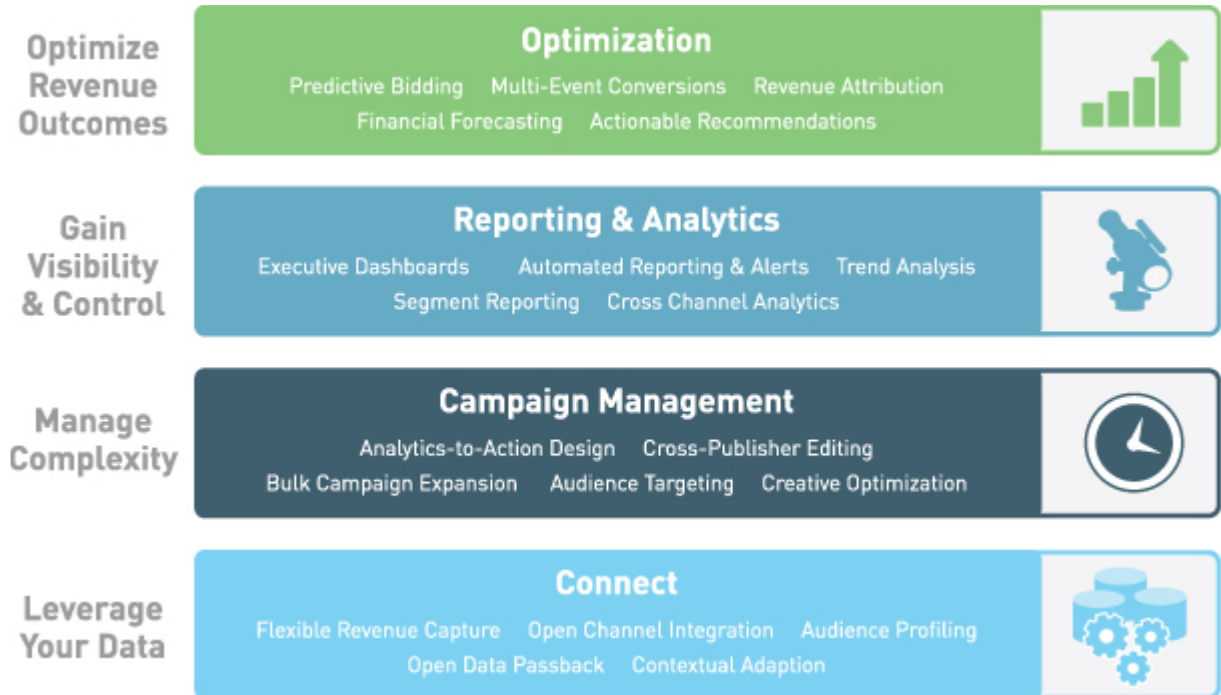 Optimize
Revenue
Outcomes
Optimization
Predictive Bidding Multi-Event Conversions Revenue Attribution
Financial Forecasting Actionable Recommendations
Gain
Visibility
& Control
Reporting & Analytics
Executive Dashboards Automated Reporting & Alerts Trend Analysis
Segment Reporting Cross Channel Analytics
Manage
Complexity
Campaign Management
Analytics-to-Action Design Cross-Publisher Editing
Bulk Campaign Expansion Audience Targeting Creative Optimization
Leverage
Your Data
Connect
Flexible Revenue Capture Open Channel Integration Audience Profiling
Open Data Passback Contextual Adaption